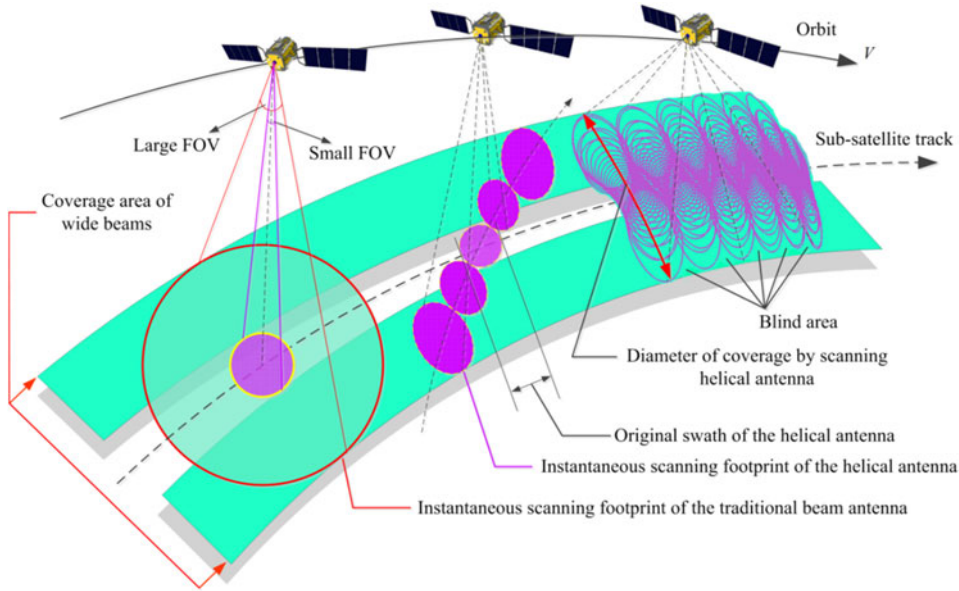 Orbit
V
Large FOV
Small FOV
Sub-satellite track
Coverage area of
wide beams
Blind area
Diameter of coverage by scanning
helical antenna
Original swath of the helical antenna
Instantaneous scanning footprint of the helical antenna
Instantaneous scanning footprint of the traditional beam antenna